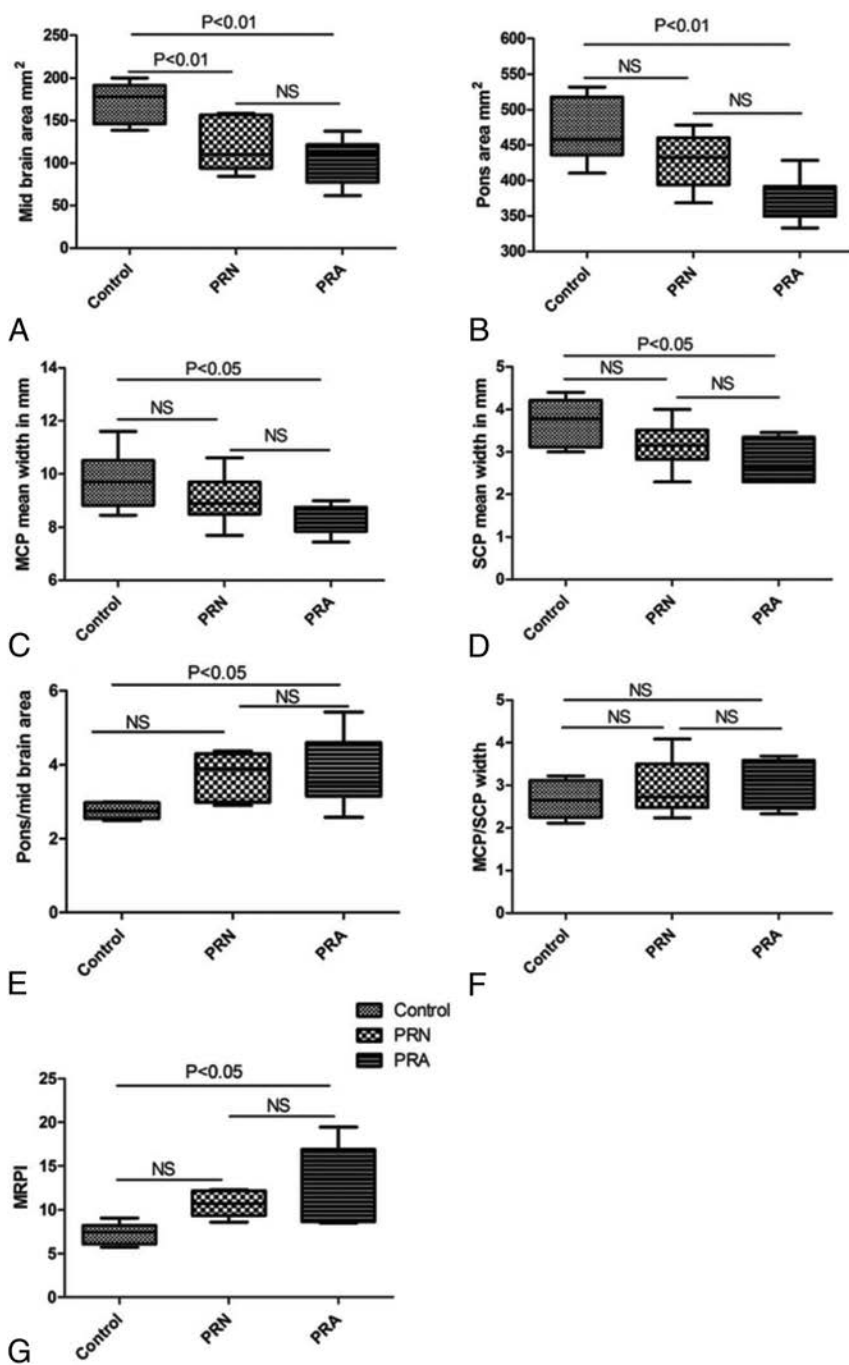 P<0.01
P<0.01
NS
Mid brain area mm²
250
200
150
100
50
0
Control
PRN
PRA
A
P<0.01
NS
NS
Pons area mm²
600
550
500
450
400
350
300
Control
PRN
PRA
B
P<0.05
NS
NS
MCP mean width in mm
14
12
10
8
6
Control
PRN
PRA
C
P<0.05
NS
NS
SCP mean width in mm
5
4
3
2
1
0
Control
PRN
PRA
D
P<0.05
NS
NS
Pons/mid brain area
6
4
2
0
Control
PRN
PRA
E
NS
NS
NS
MCP/SCP width
5
4
3
2
1
0
Control
PRN
PRA
F
Control
PRN
PRA
P<0.05
NS
NS
MRPI
25
20
15
10
5
0
Control
PRN
PRA
G